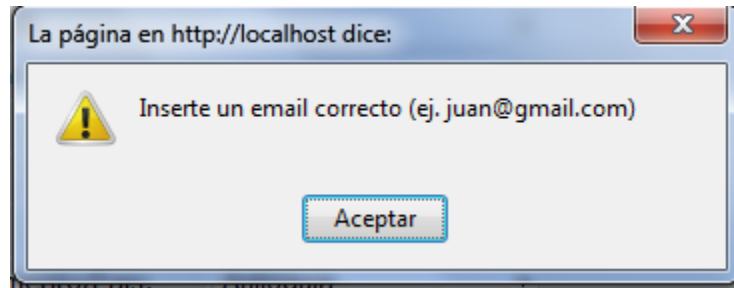 La página en http://localhost dice:
Inserte un email correcto (ej. juan@gmail.com)
Aceptar